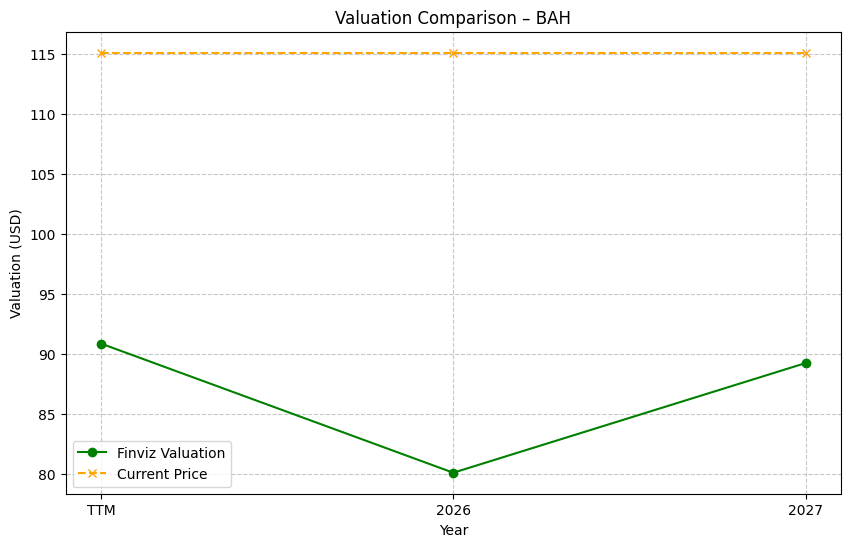 Valuation Comparison – BAH
Valuation (USD)
115
110
105
100
95
90
85
80
Finviz Valuation
Current Price
TTM
2026
2027
Year